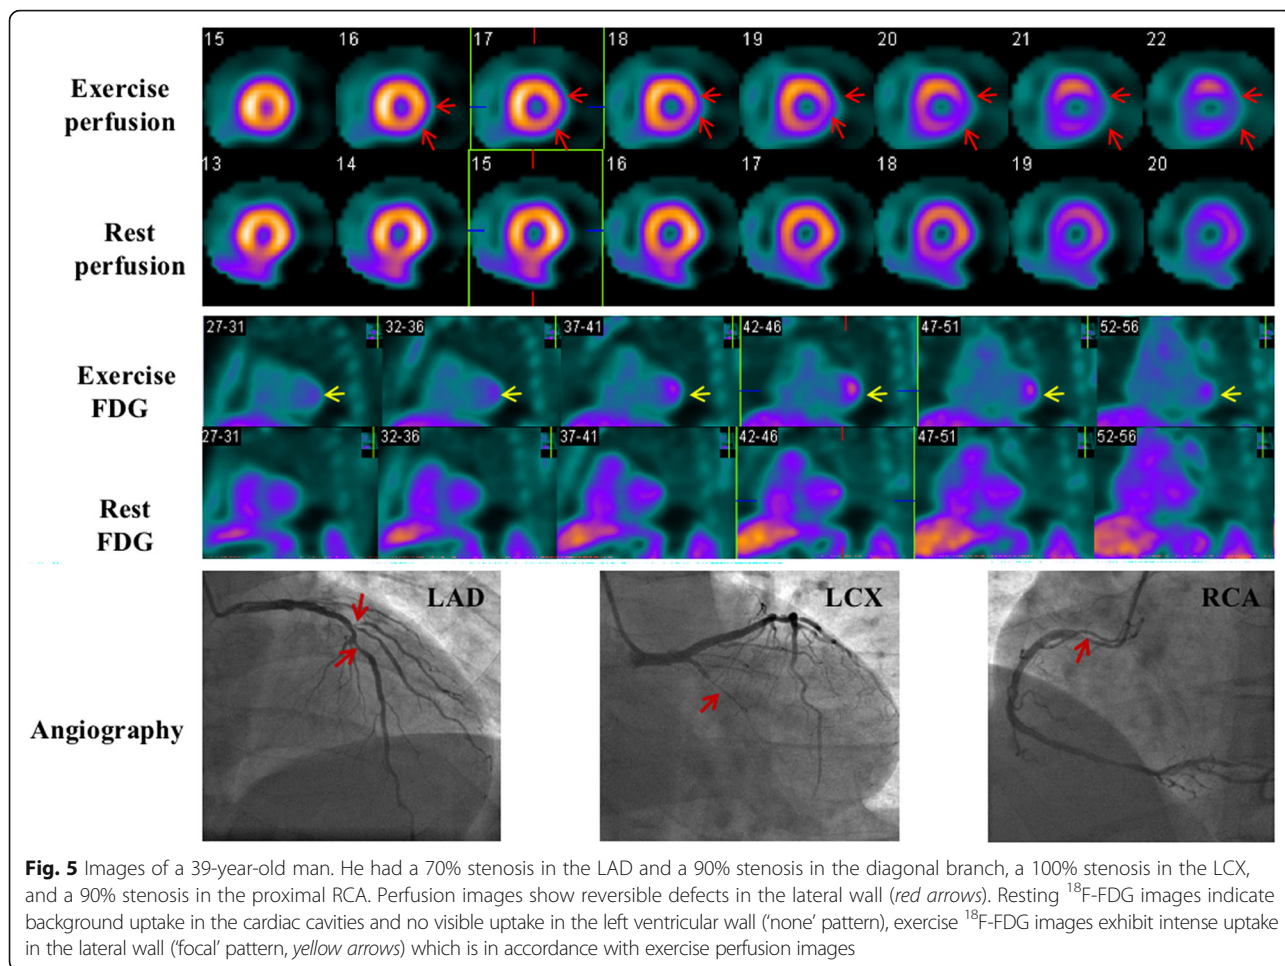 15 16 17 18 19 20 21 22
Exercise
perfusion
13 14 15 16 17 18 19 20
Rest
perfusion
27-31 32-36 37-41 42-46 47-51 52-56
Exercise
FDG
27-31 32-36 37-41 42-46 47-51 52-56
Rest
FDG
LAD LCX RCA
Angiography
Fig. 5 Images of a 39-year-old man. He had a 70% stenosis in the LAD and a 90% stenosis in the diagonal branch, a 100% stenosis in the LCX,
and a 90% stenosis in the proximal RCA. Perfusion images show reversible defects in the lateral wall (red arrows). Resting ¹⁸F-FDG images indicate
background uptake in the cardiac cavities and no visible uptake in the left ventricular wall (‘none’ pattern), exercise ¹⁸F-FDG images exhibit intense uptake
in the lateral wall (‘focal’ pattern, yellow arrows) which is in accordance with exercise perfusion images